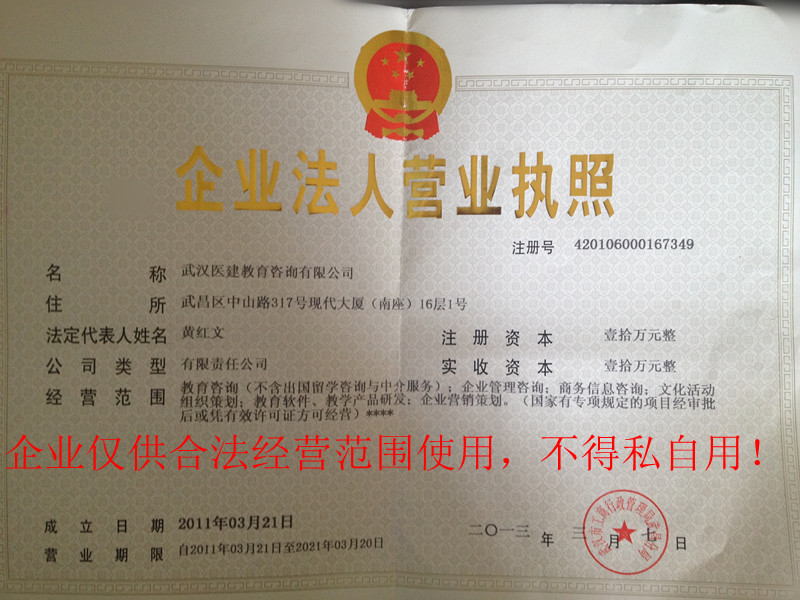 企业法人营业执照
注册号 420106000167349
名称 武汉医建教育咨询有限公司
住所 武昌区中山路317号现代大厦（南座）16层1号
法定代表人姓名 黄红文 注册资本 壹拾万元整
公司类型 有限责任公司 实收资本 壹拾万元整
经营范围 教育咨询（不含出国留学咨询与中介服务）；企业管理咨询；商务信息咨询；文化活动
组织策划；教育软件、教学产品研发；企业营销策划。（国家有专项规定的项目经审批
后或凭有效许可证方可经营）****
企业仅供合法经营范围使用，不得私自用！
成立日期 2011年03月21日
营业期限 自2011年03月21日至2021年03月20日
二〇一三年三月七日